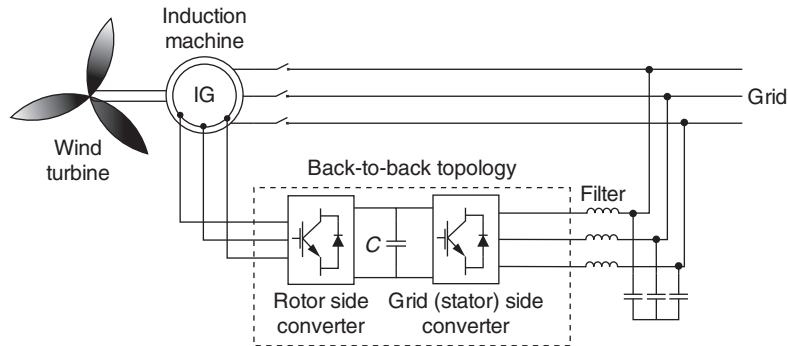 Induction
machine
IG
Grid
Wind
turbine
Back-to-back topology
Filter
C
Rotor side
converter
Grid (stator) side
converter